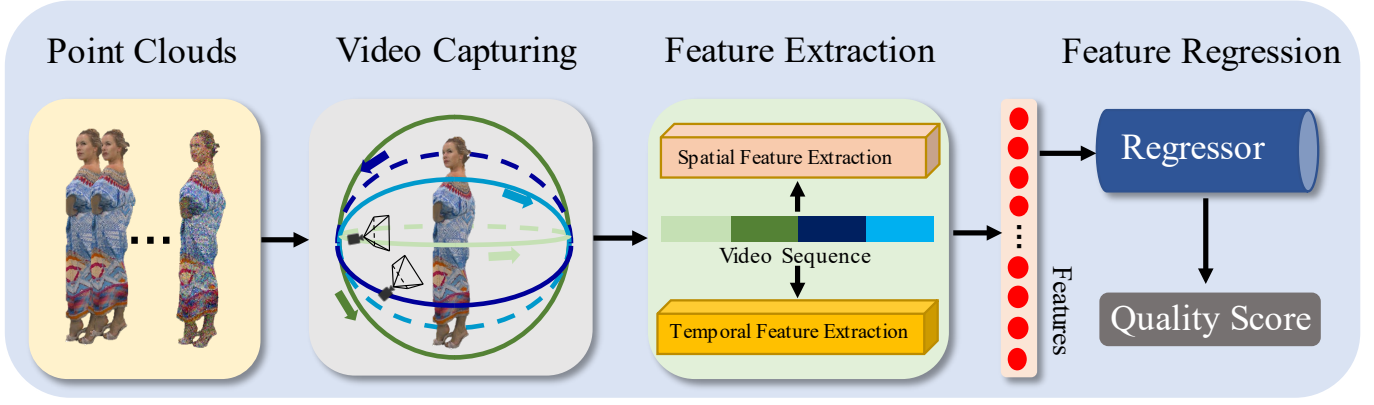 Point Clouds
Video Capturing
Feature Extraction
Feature Regression
Spatial Feature Extraction
Video Sequence
Temporal Feature Extraction
Features
Regressor
Quality Score